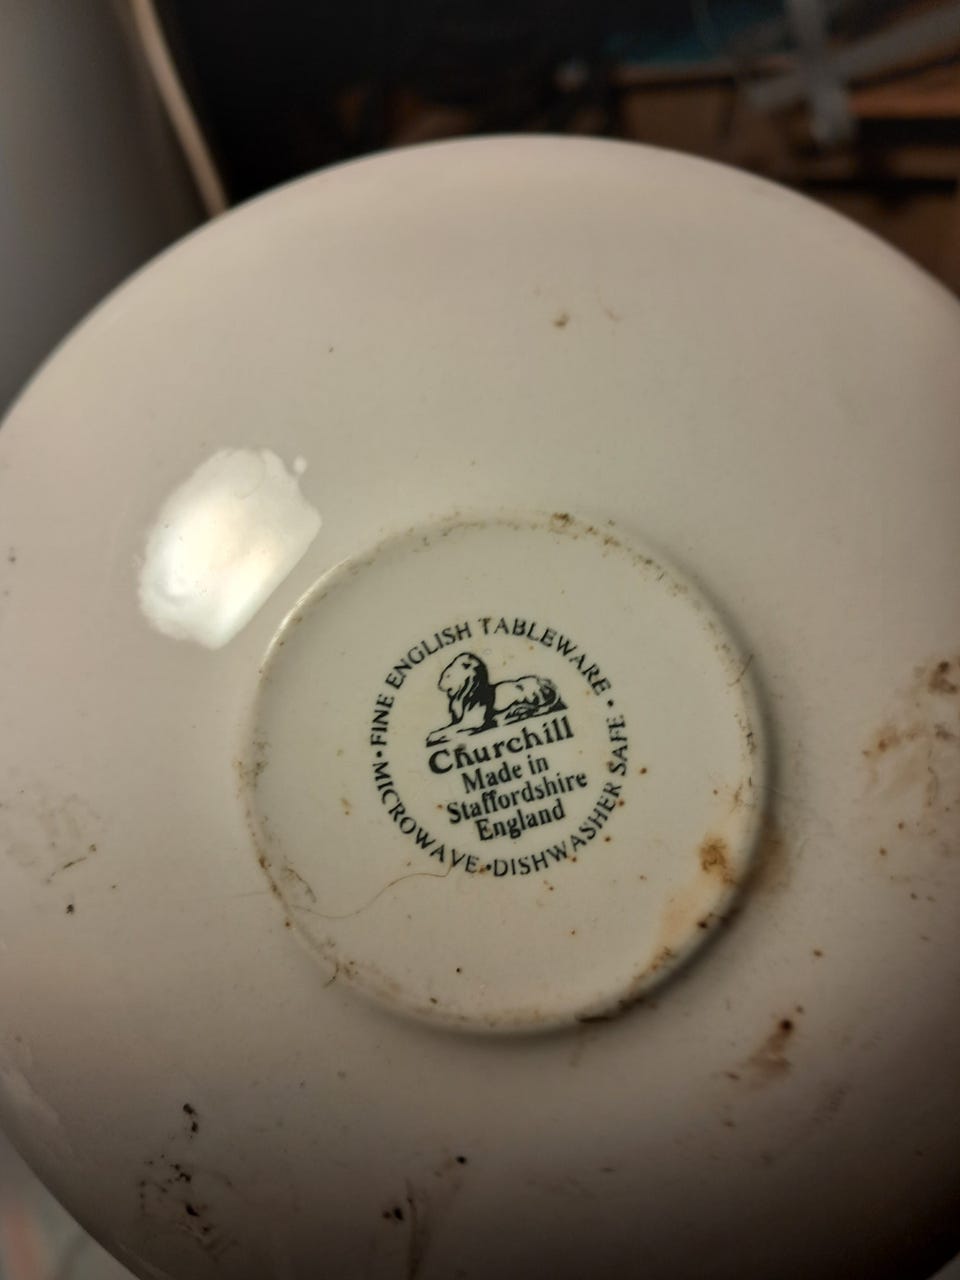 • FINE ENGLISH TABLEWARE •
MICROWAVE • DISHWASHER SAFE
Churchill
Made in
Staffordshire
England